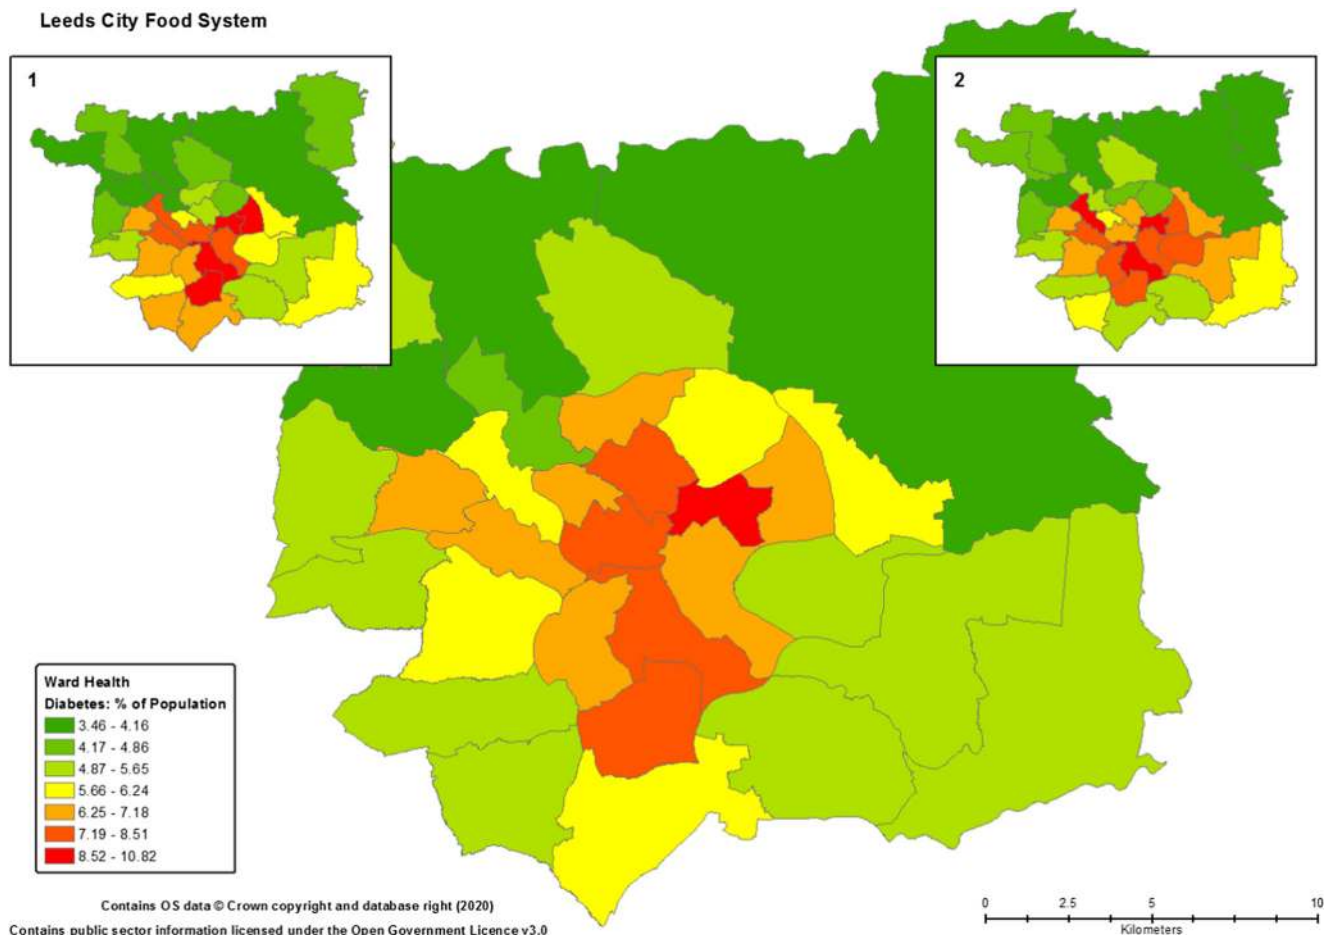 Leeds City Food System
1
2
Ward Health
Diabetes: % of Population
3.46 - 4.16
4.17 - 4.86
4.87 - 5.65
5.66 - 6.24
6.25 - 7.18
7.19 - 8.51
8.52 - 10.82
Contains OS data © Crown copyright and database right (2020)
Contains public sector information licensed under the Open Government Licence v3.0
0 2.5 5 10
Kilometers